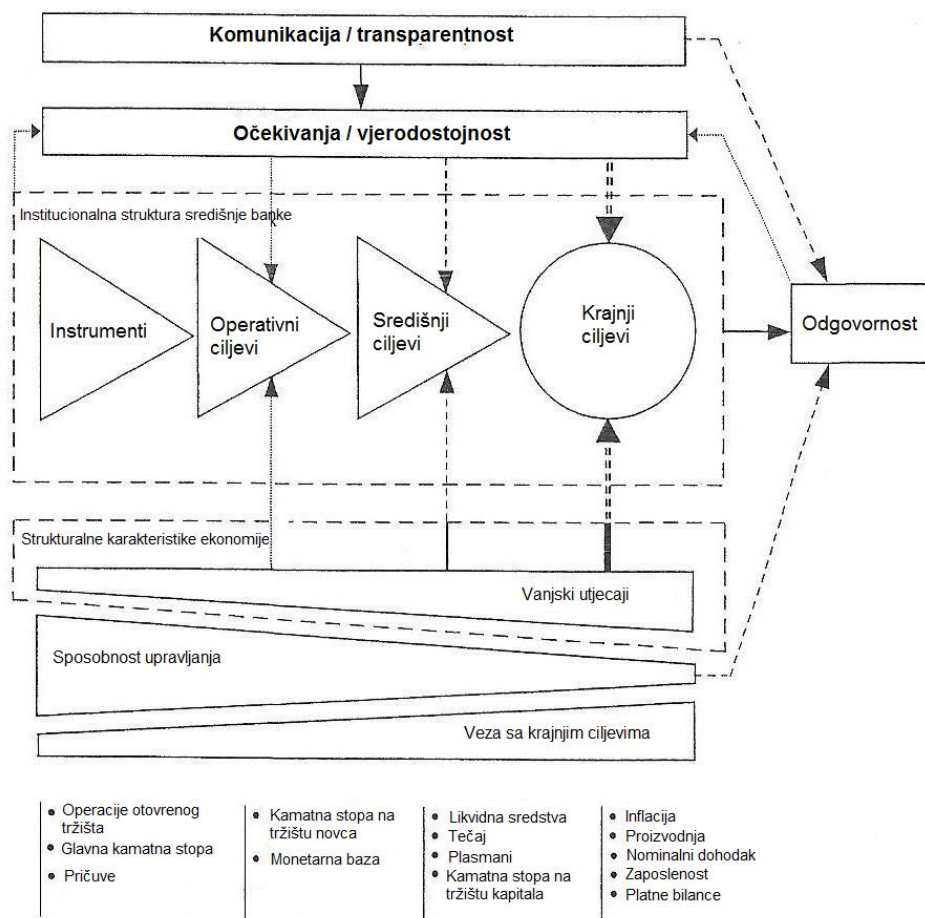 Komunikacija / transparentnost
Očekivanja / vjerodostojnost
Institucionalna struktura središnje banke
Instrumenti
Operativni
ciljevi
Središnji
ciljevi
Krajnji
ciljevi
Odgovornost
Strukturalne karakteristike ekonomije
Vanjski utjecaji
Sposobnost upravljanja
Veza sa krajnjim ciljevima
Operacije otovrenog
tržišta
Glavna kamatna stopa
Pričuve
Kamatna stopa na
tržištu novca
Monetarna baza
Likvidna sredstva
Tečaj
Plasmani
Kamatna stopa na
tržištu kapitala
Inflacija
Proizvodnja
Nominalni dohodak
Zaposlenost
Platne bilance